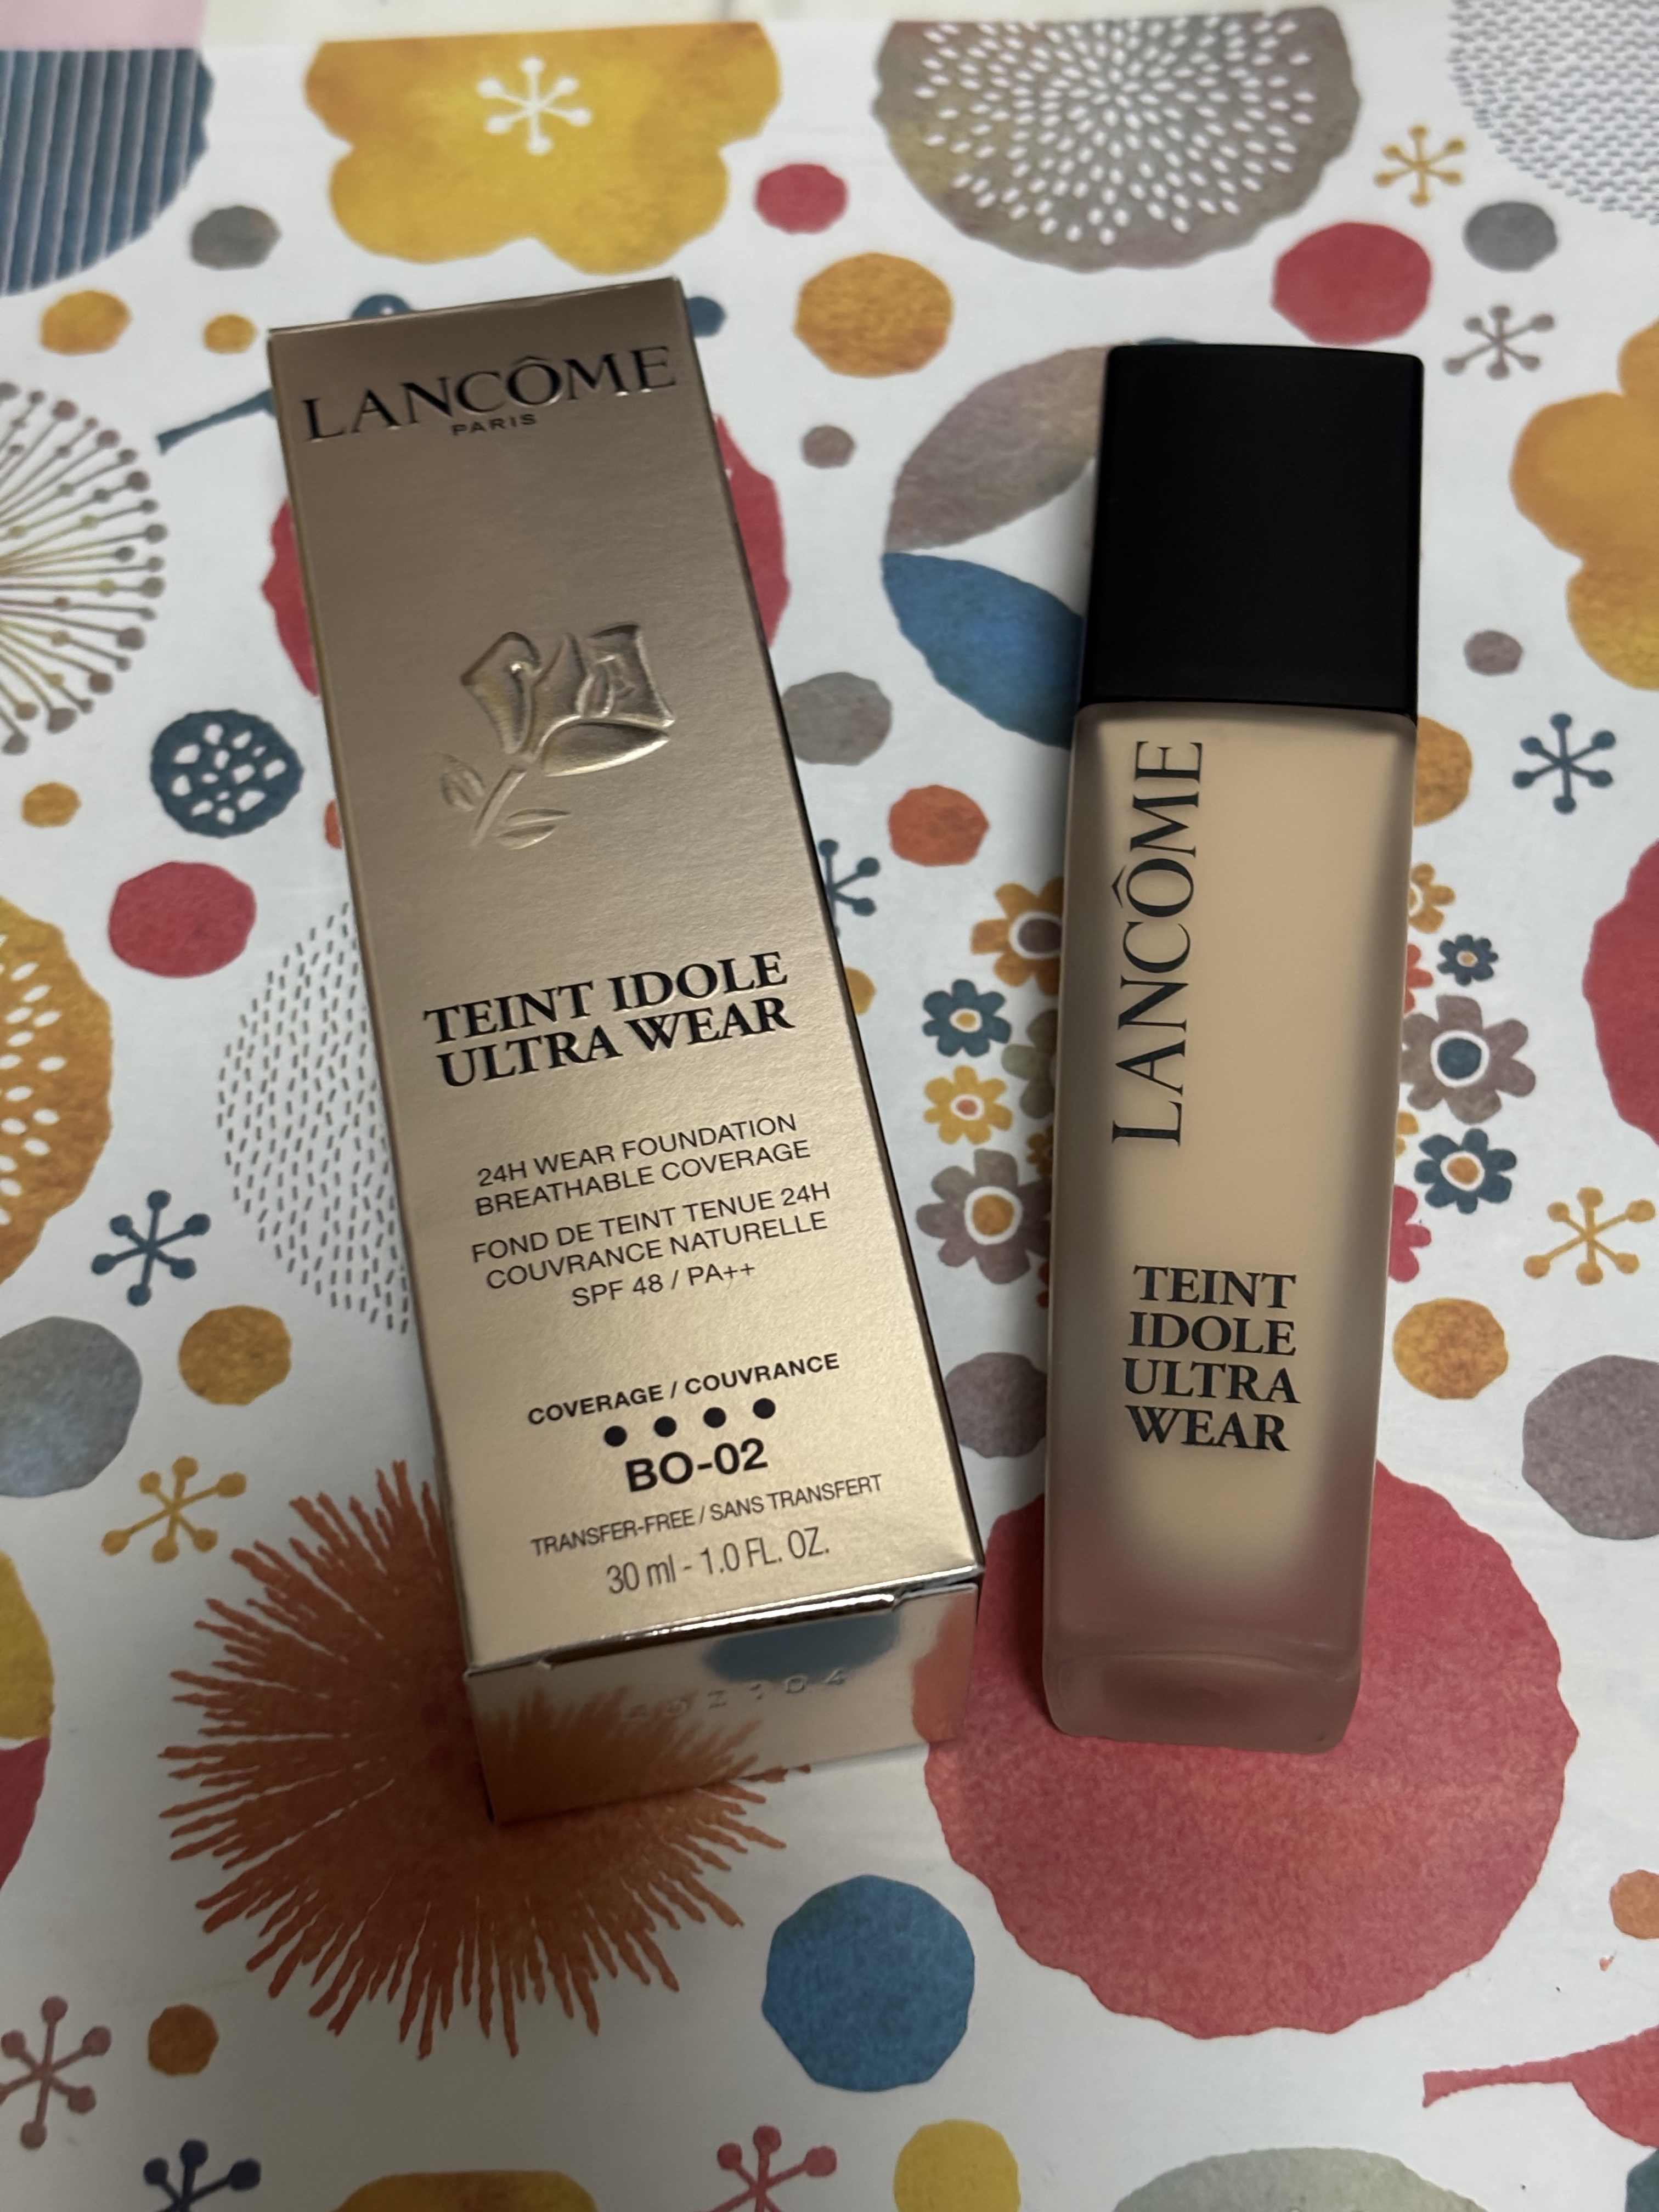 LANCÔME
PARIS
TEINT IDOLE
ULTRA WEAR
24H WEAR FOUNDATION
BREATHABLE COVERAGE
FOND DE TEINT TENUE 24H
COUVRANCE NATURELLE
SPF 48 / PA++
COVERAGE / COUVRANCE
BO-02
TRANSFER-FREE / SANS TRANSFERT
30 ml - 1.0 FL. OZ.
LANCÔME
TEINT
IDOLE
ULTRA
WEAR